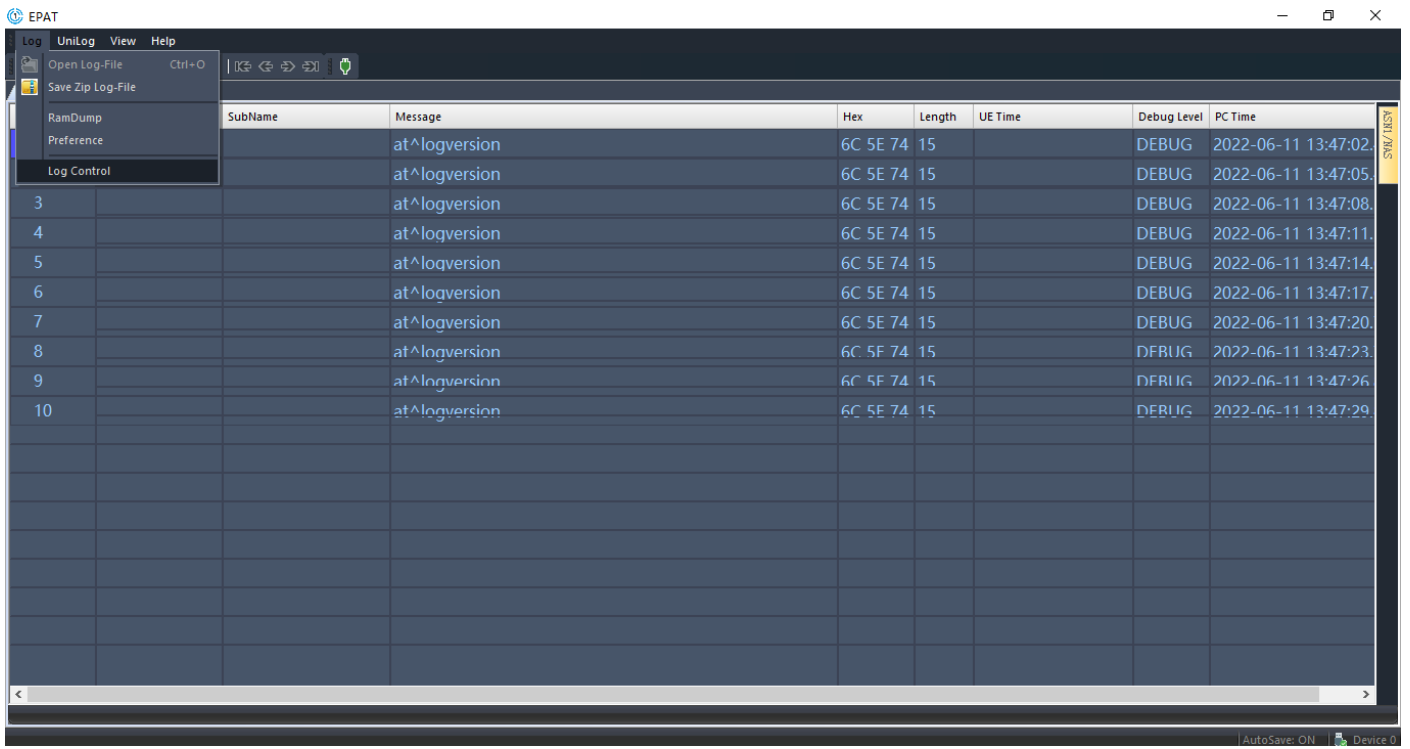 EPAT
Log UniLog View Help
Open Log-File Ctrl+O
Save Zip Log-File
RamDump
Preference
Log Control
SubName Message Hex Length UE Time Debug Level PC Time
ASN1/NAS
at^logversion 6C 5E 74 15 DEBUG 2022-06-11 13:47:02.
at^logversion 6C 5E 74 15 DEBUG 2022-06-11 13:47:05.
3 at^logversion 6C 5E 74 15 DEBUG 2022-06-11 13:47:08.
4 at^logversion 6C 5E 74 15 DEBUG 2022-06-11 13:47:11.
5 at^logversion 6C 5E 74 15 DEBUG 2022-06-11 13:47:14.
6 at^logversion 6C 5E 74 15 DEBUG 2022-06-11 13:47:17.
7 at^logversion 6C 5E 74 15 DEBUG 2022-06-11 13:47:20.
8 at^logversion 6C 5E 74 15 DEBUG 2022-06-11 13:47:23.
9 at^logversion 6C 5E 74 15 DEBUG 2022-06-11 13:47:26.
10 at^logversion 6C 5E 74 15 DEBUG 2022-06-11 13:47:29.
AutoSave: ON Device 0